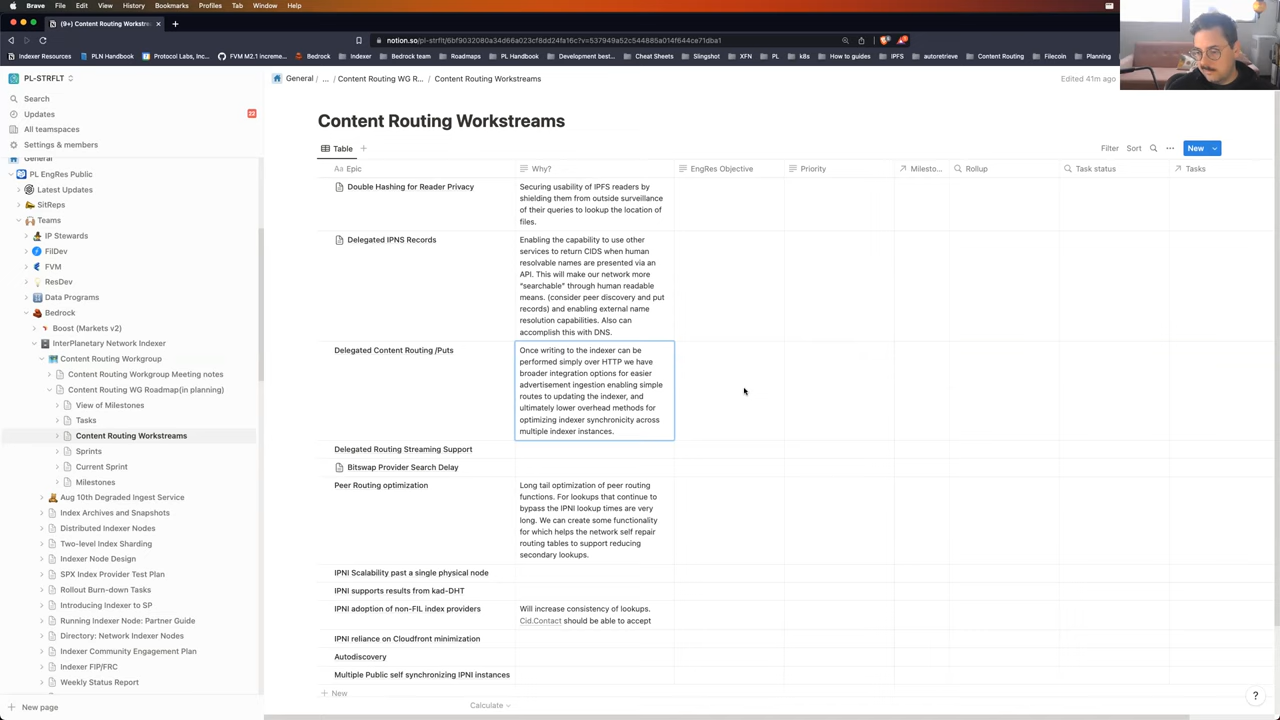 Brave File Edit View History Bookmarks Profiles Tab Window Help
(9+) Content Routing Workstrea
notion.so/pl-strflt/6bf9032080a34d66a023cf8dd24fa16c?v=537949a52c544885a014f644ce71dba1
Indexer Resources PLN Handbook Protocol Labs, Inc... FVM M2.1 increme... Bedrock Indexer Roadmaps PL Handbook Development best... Cheat Sheets Slingshot XFN PL k8s How to guides IPFS autoretrieve Content Routing Filecoin Planning
PL-STRFLT
General / ... / Content Routing WG R... / Content Routing Workstreams
Edited 41m ago
Search
Updates 22
All teamspaces
Settings & members
General
PL EngRes Public
Latest Updates
SitReps
Teams
IP Stewards
FilDev
FVM
ResDev
Data Programs
Bedrock
Boost (Markets v2)
InterPlanetary Network Indexer
Content Routing Workgroup
Content Routing Workgroup Meeting notes
Content Routing WG Roadmap(in planning)
View of Milestones
Tasks
Content Routing Workstreams
Sprints
Current Sprint
Milestones
Aug 10th Degraded Ingest Service
Index Archives and Snapshots
Distributed Indexer Nodes
Two-level Index Sharding
Indexer Node Design
SPX Index Provider Test Plan
Rollout Burn-down Tasks
Introducing Indexer to SP
Running Indexer Node: Partner Guide
Directory: Network Indexer Nodes
Indexer Community Engagement Plan
Indexer FIP/FRC
Weekly Status Report
New page
Content Routing Workstreams
Table
Filter Sort New
Aa Epic Why? EngRes Objective Priority Milesto... Rollup Task status Tasks
Double Hashing for Reader Privacy
Securing usability of IPFS readers by
shielding them from outside surveillance
of their queries to lookup the location of
files.
Delegated IPNS Records
Enabling the capability to use other
services to return CIDS when human
resolvable names are presented via an
API. This will make our network more
“searchable” through human readable
means. (consider peer discovery and put
records) and enabling external name
resolution capabilities. Also can
accomplish this with DNS.
Delegated Content Routing /Puts
Once writing to the indexer can be
performed simply over HTTP we have
broader integration options for easier
advertisement ingestion enabling simple
routes to updating the indexer, and
ultimately lower overhead methods for
optimizing indexer synchronicity across
multiple indexer instances.
Delegated Routing Streaming Support
Bitswap Provider Search Delay
Peer Routing optimization
Long tail optimization of peer routing
functions. For lookups that continue to
bypass the IPNI lookup times are very
long. We can create some functionality
for which helps the network self repair
routing tables to support reducing
secondary lookups.
IPNI Scalability past a single physical node
IPNI supports results from kad-DHT
IPNI adoption of non-FIL index providers
Will increase consistency of lookups.
Cid.Contact should be able to accept
IPNI reliance on Cloudfront minimization
Autodiscovery
Multiple Public self synchronizing IPNI instances
New
Calculate
?